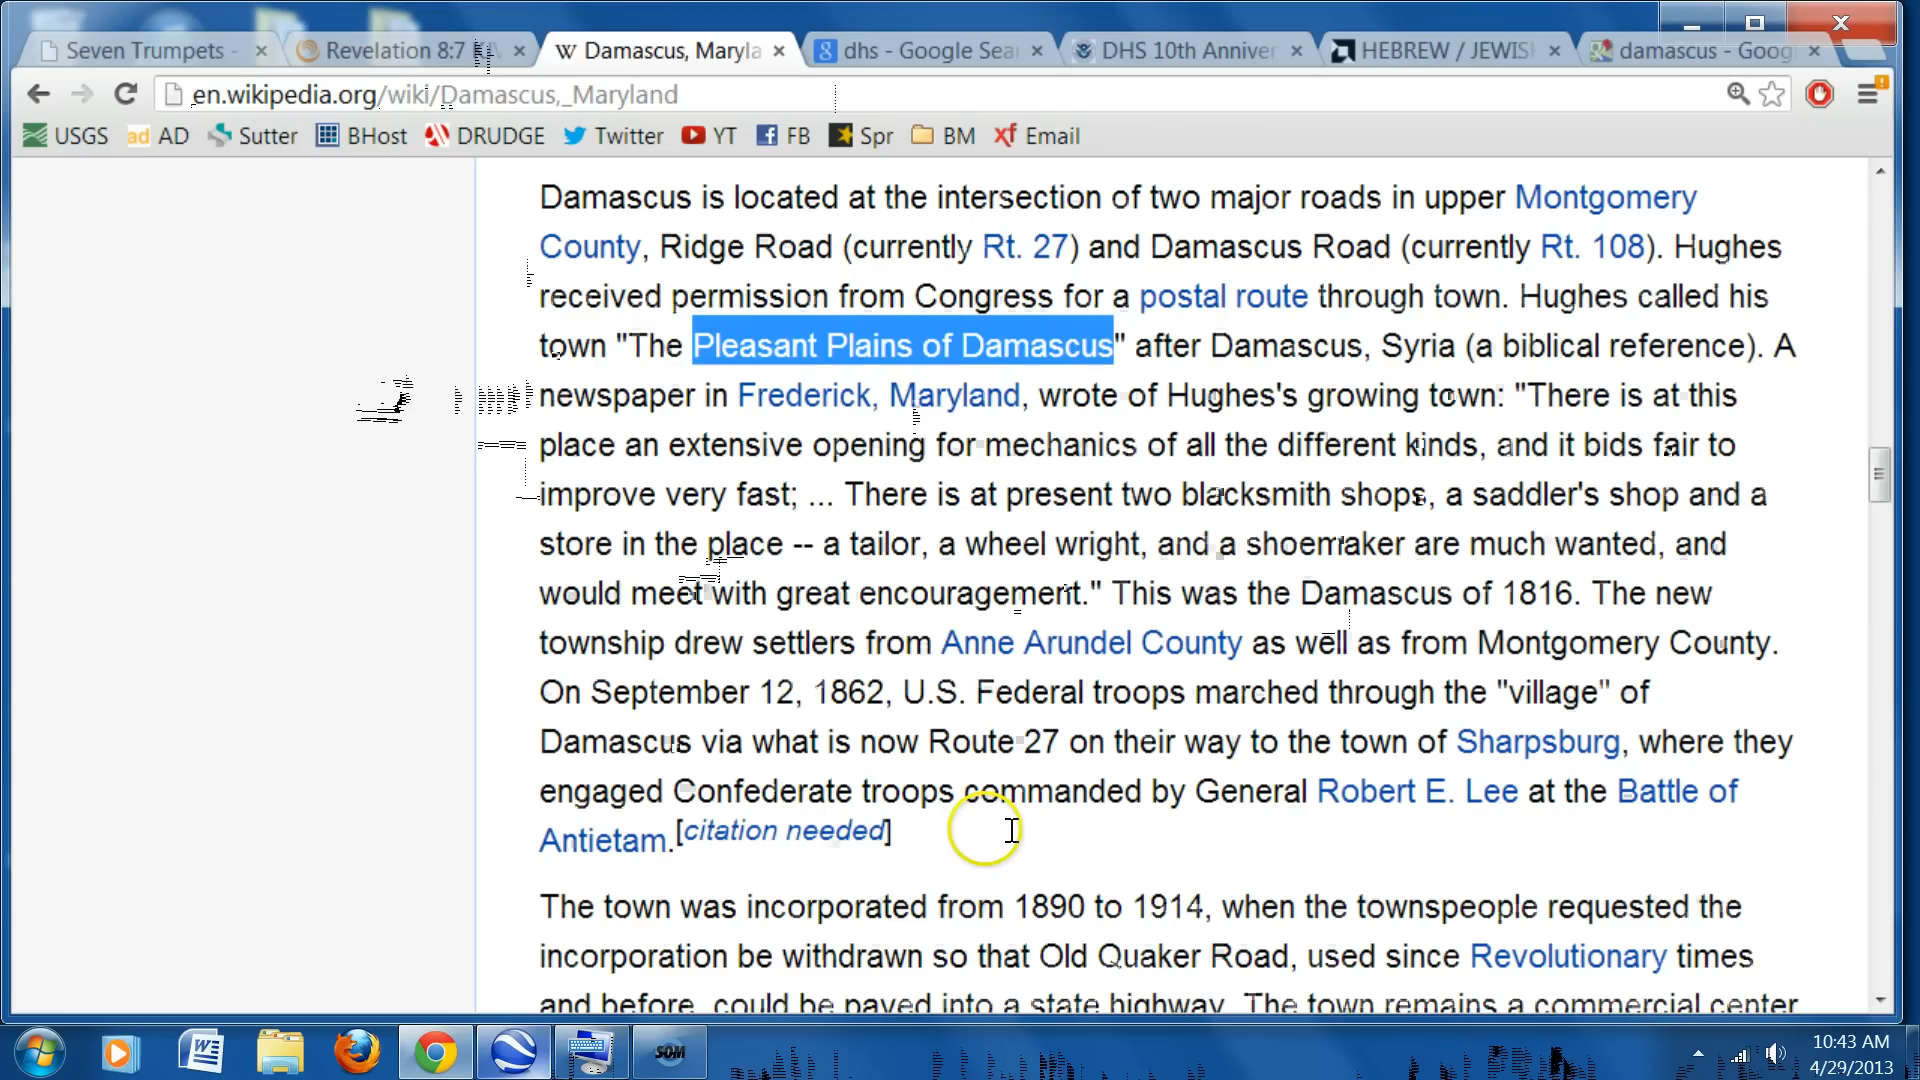 Seven Trumpets -
Revelation 8:7
Damascus, Maryla
dhs - Google Sear
DHS 10th Anniver
HEBREW / JEWIS
damascus - Goog
en.wikipedia.org/wiki/Damascus,_Maryland
USGS
ad AD
Sutter
BHost
DRUDGE
Twitter
YT
FB
Spr
BM
xf Email
Damascus is located at the intersection of two major roads in upper Montgomery
County, Ridge Road (currently Rt. 27) and Damascus Road (currently Rt. 108). Hughes
received permission from Congress for a postal route through town. Hughes called his
town "The Pleasant Plains of Damascus" after Damascus, Syria (a biblical reference). A
newspaper in Frederick, Maryland, wrote of Hughes's growing town: "There is at this
place an extensive opening for mechanics of all the different kinds, and it bids fair to
improve very fast; ... There is at present two blacksmith shops, a saddler's shop and a
store in the place -- a tailor, a wheel wright, and a shoemaker are much wanted, and
would meet with great encouragement." This was the Damascus of 1816. The new
township drew settlers from Anne Arundel County as well as from Montgomery County.
On September 12, 1862, U.S. Federal troops marched through the "village" of
Damascus via what is now Route 27 on their way to the town of Sharpsburg, where they
engaged Confederate troops commanded by General Robert E. Lee at the Battle of
Antietam.[citation needed]
The town was incorporated from 1890 to 1914, when the townspeople requested the
incorporation be withdrawn so that Old Quaker Road, used since Revolutionary times
and before, could be paved into a state highway. The town remains a commercial center
SOM
10:43 AM
4/29/2013